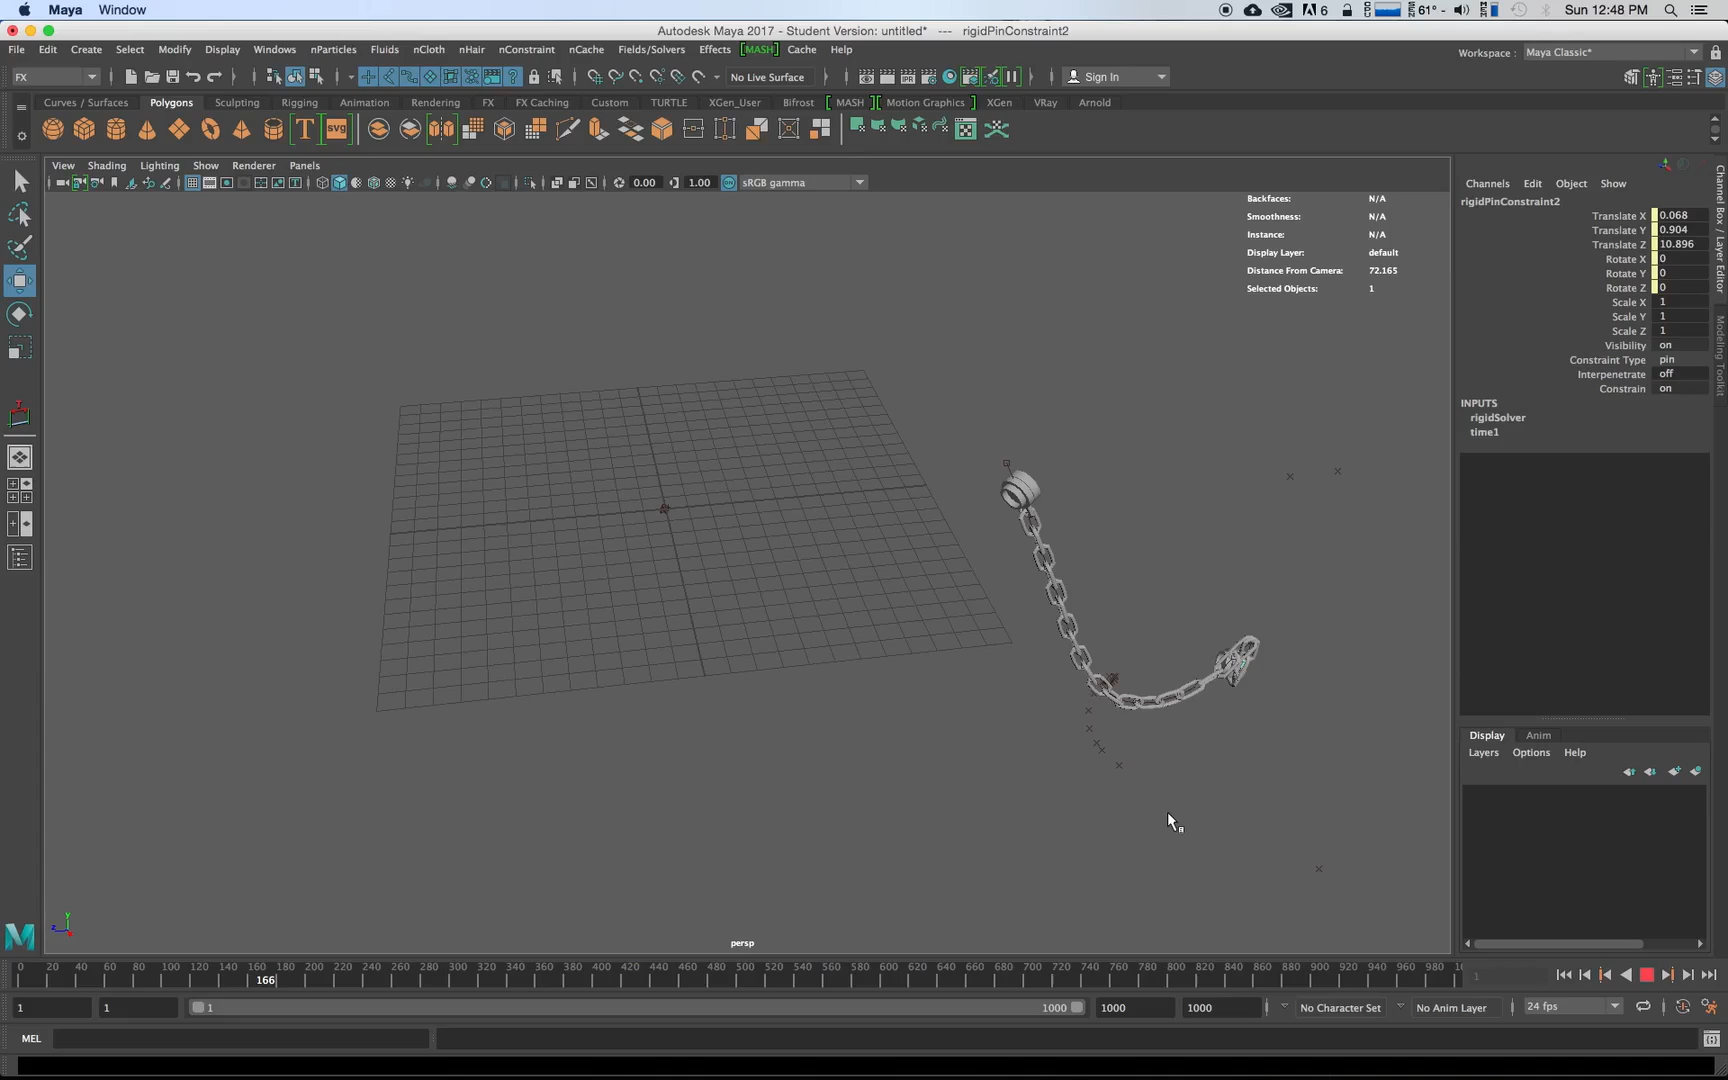 Maya Window
6 61° Sun 12:48 PM
Autodesk Maya 2017 - Student Version: untitled* --- rigidPinConstraint2
File Edit Create Select Modify Display Windows nParticles Fluids nCloth nHair nConstraint nCache Fields/Solvers Effects [MASH] Cache Help
Workspace : Maya Classic*
FX No Live Surface Sign In
Curves / Surfaces Polygons Sculpting Rigging Animation Rendering FX FX Caching Custom TURTLE XGen_User Bifrost [ MASH ] [ Motion Graphics ] XGen VRay Arnold
T svg
View Shading Lighting Show Renderer Panels
0.00 1.00 sRGB gamma
Backfaces: N/A
Smoothness: N/A
Instance: N/A
Display Layer: default
Distance From Camera: 72.165
Selected Objects: 1
persp
Channels Edit Object Show
rigidPinConstraint2
Translate X 0.068
Translate Y 0.904
Translate Z 10.896
Rotate X 0
Rotate Y 0
Rotate Z 0
Scale X 1
Scale Y 1
Scale Z 1
Visibility on
Constraint Type pin
Interpenetrate off
Constrain on
INPUTS
rigidSolver
time1
Display Anim
Layers Options Help
Channel Box / Layer Editor
Modeling Toolkit
0 20 40 60 80 100 120 140 160 180 200 220 240 260 280 300 320 340 360 380 400 420 440 460 480 500 520 540 560 580 600 620 640 660 680 700 720 740 760 780 800 820 840 860 880 900 920 940 960 980
166
1
1 1 1 1000 1000 1000 No Character Set No Anim Layer 24 fps
MEL